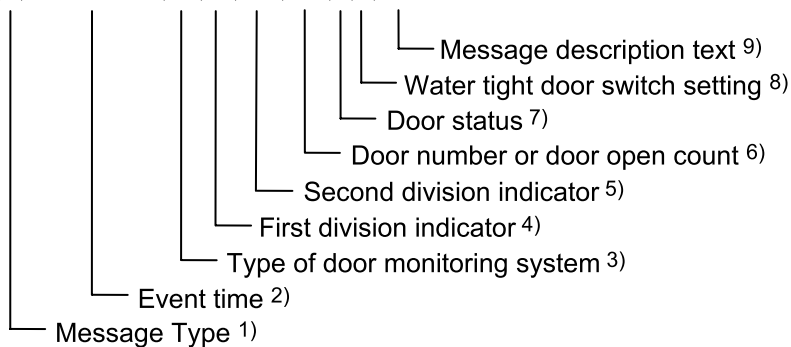 Message description text 9)
Water tight door switch setting 8)
Door status 7)
Door number or door open count 6)
Second division indicator 5)
First division indicator 4)
Type of door monitoring system 3)
Event time 2)
Message Type 1)